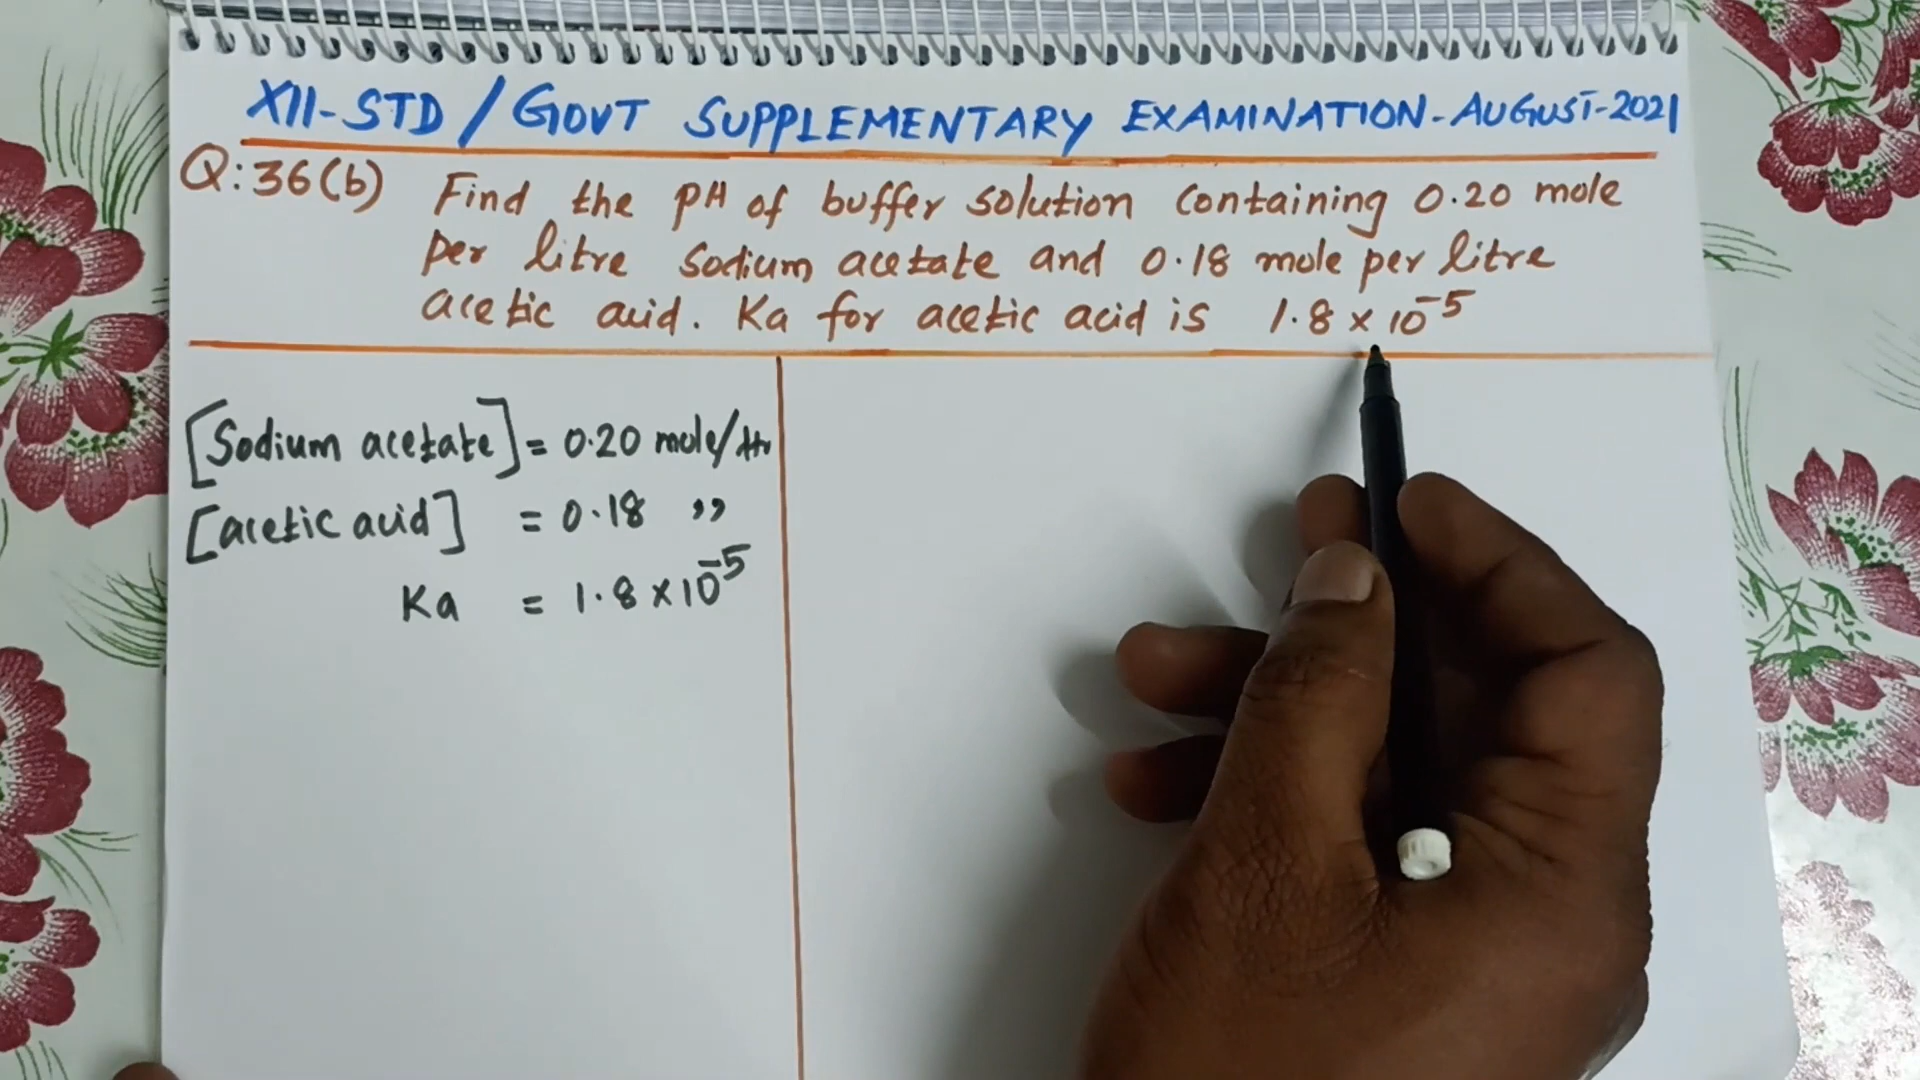 XII-STD / GOVT SUPPLEMENTARY EXAMINATION-AUGUST-2021
Q:36(b) Find the pH of buffer solution containing 0.20 mole
per litre sodium acetate and 0.18 mole per litre
acetic acid. Ka for acetic acid is 1.8 × 10⁻⁵
[Sodium acetate] = 0.20 mole/ltr
[acetic acid] = 0.18 ,,
Ka = 1.8 × 10⁻⁵